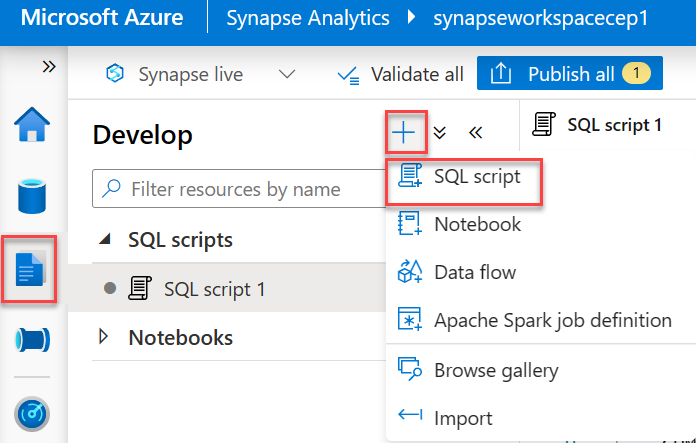 Microsoft Azure
Synapse Analytics
synapseworkspacecep1
Synapse live
Validate all
Publish all 1
Develop
SQL script 1
SQL script
Filter resources by name
Notebook
SQL scripts
Data flow
SQL script 1
Apache Spark job definition
Notebooks
Browse gallery
Import